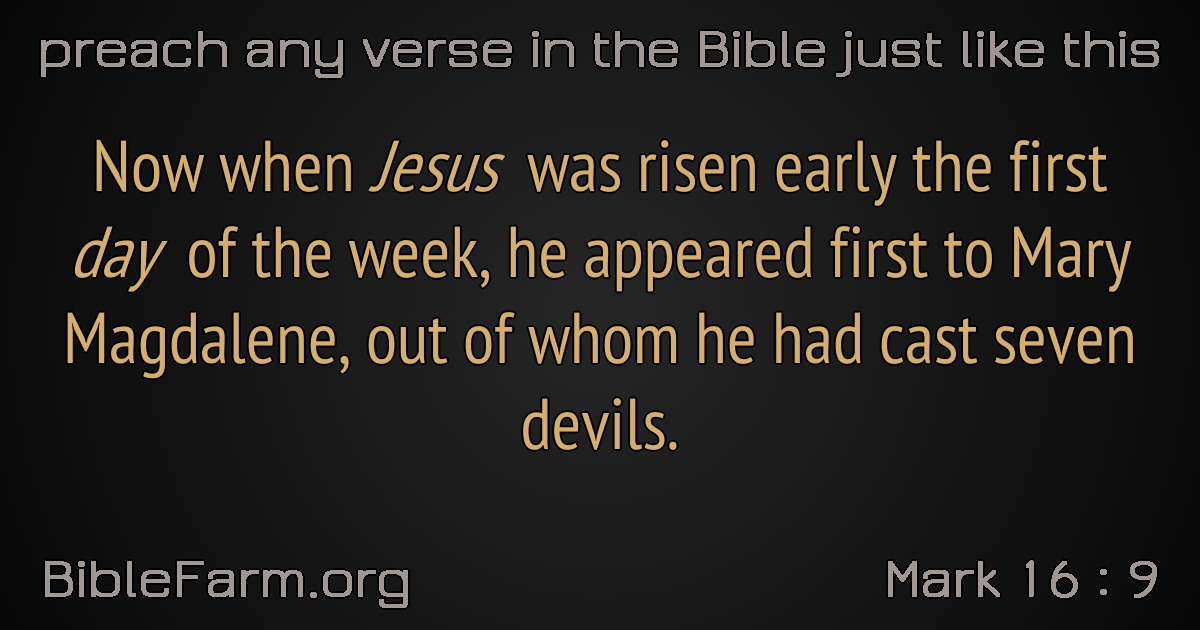 preach any verse in the Bible just like this
Now when Jesus was risen early the first
day of the week, he appeared first to Mary
Magdalene, out of whom he had cast seven
devils.
BibleFarm.org
Mark 16 : 9